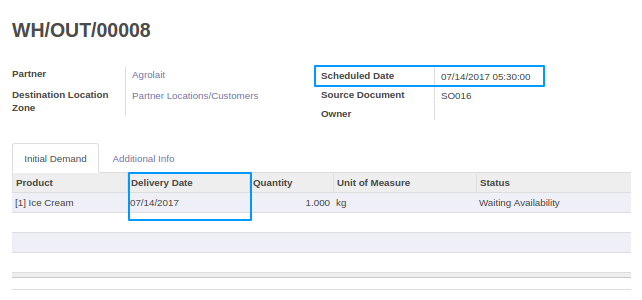 WH/OUT/00008
Partner Agrolait Scheduled Date 07/14/2017 05:30:00
Destination Location Zone Partner Locations/Customers Source Document SO016
Owner
Initial Demand Additional Info
Product Delivery Date Quantity Unit of Measure Status
[1] Ice Cream 07/14/2017 1.000 kg Waiting Availability